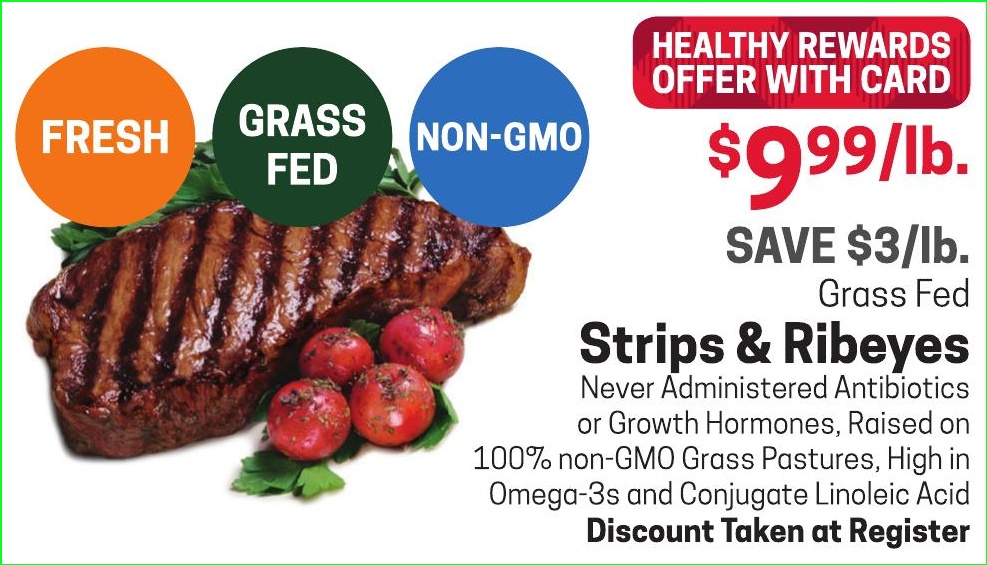 FRESH
GRASS
FED
NON-GMO
HEALTHY REWARDS
OFFER WITH CARD
$999/lb.
SAVE $3/lb.
Grass Fed
Strips & Ribeyes
Never Administered Antibiotics
or Growth Hormones, Raised on
100% non-GMO Grass Pastures, High in
Omega-3s and Conjugate Linoleic Acid
Discount Taken at Register